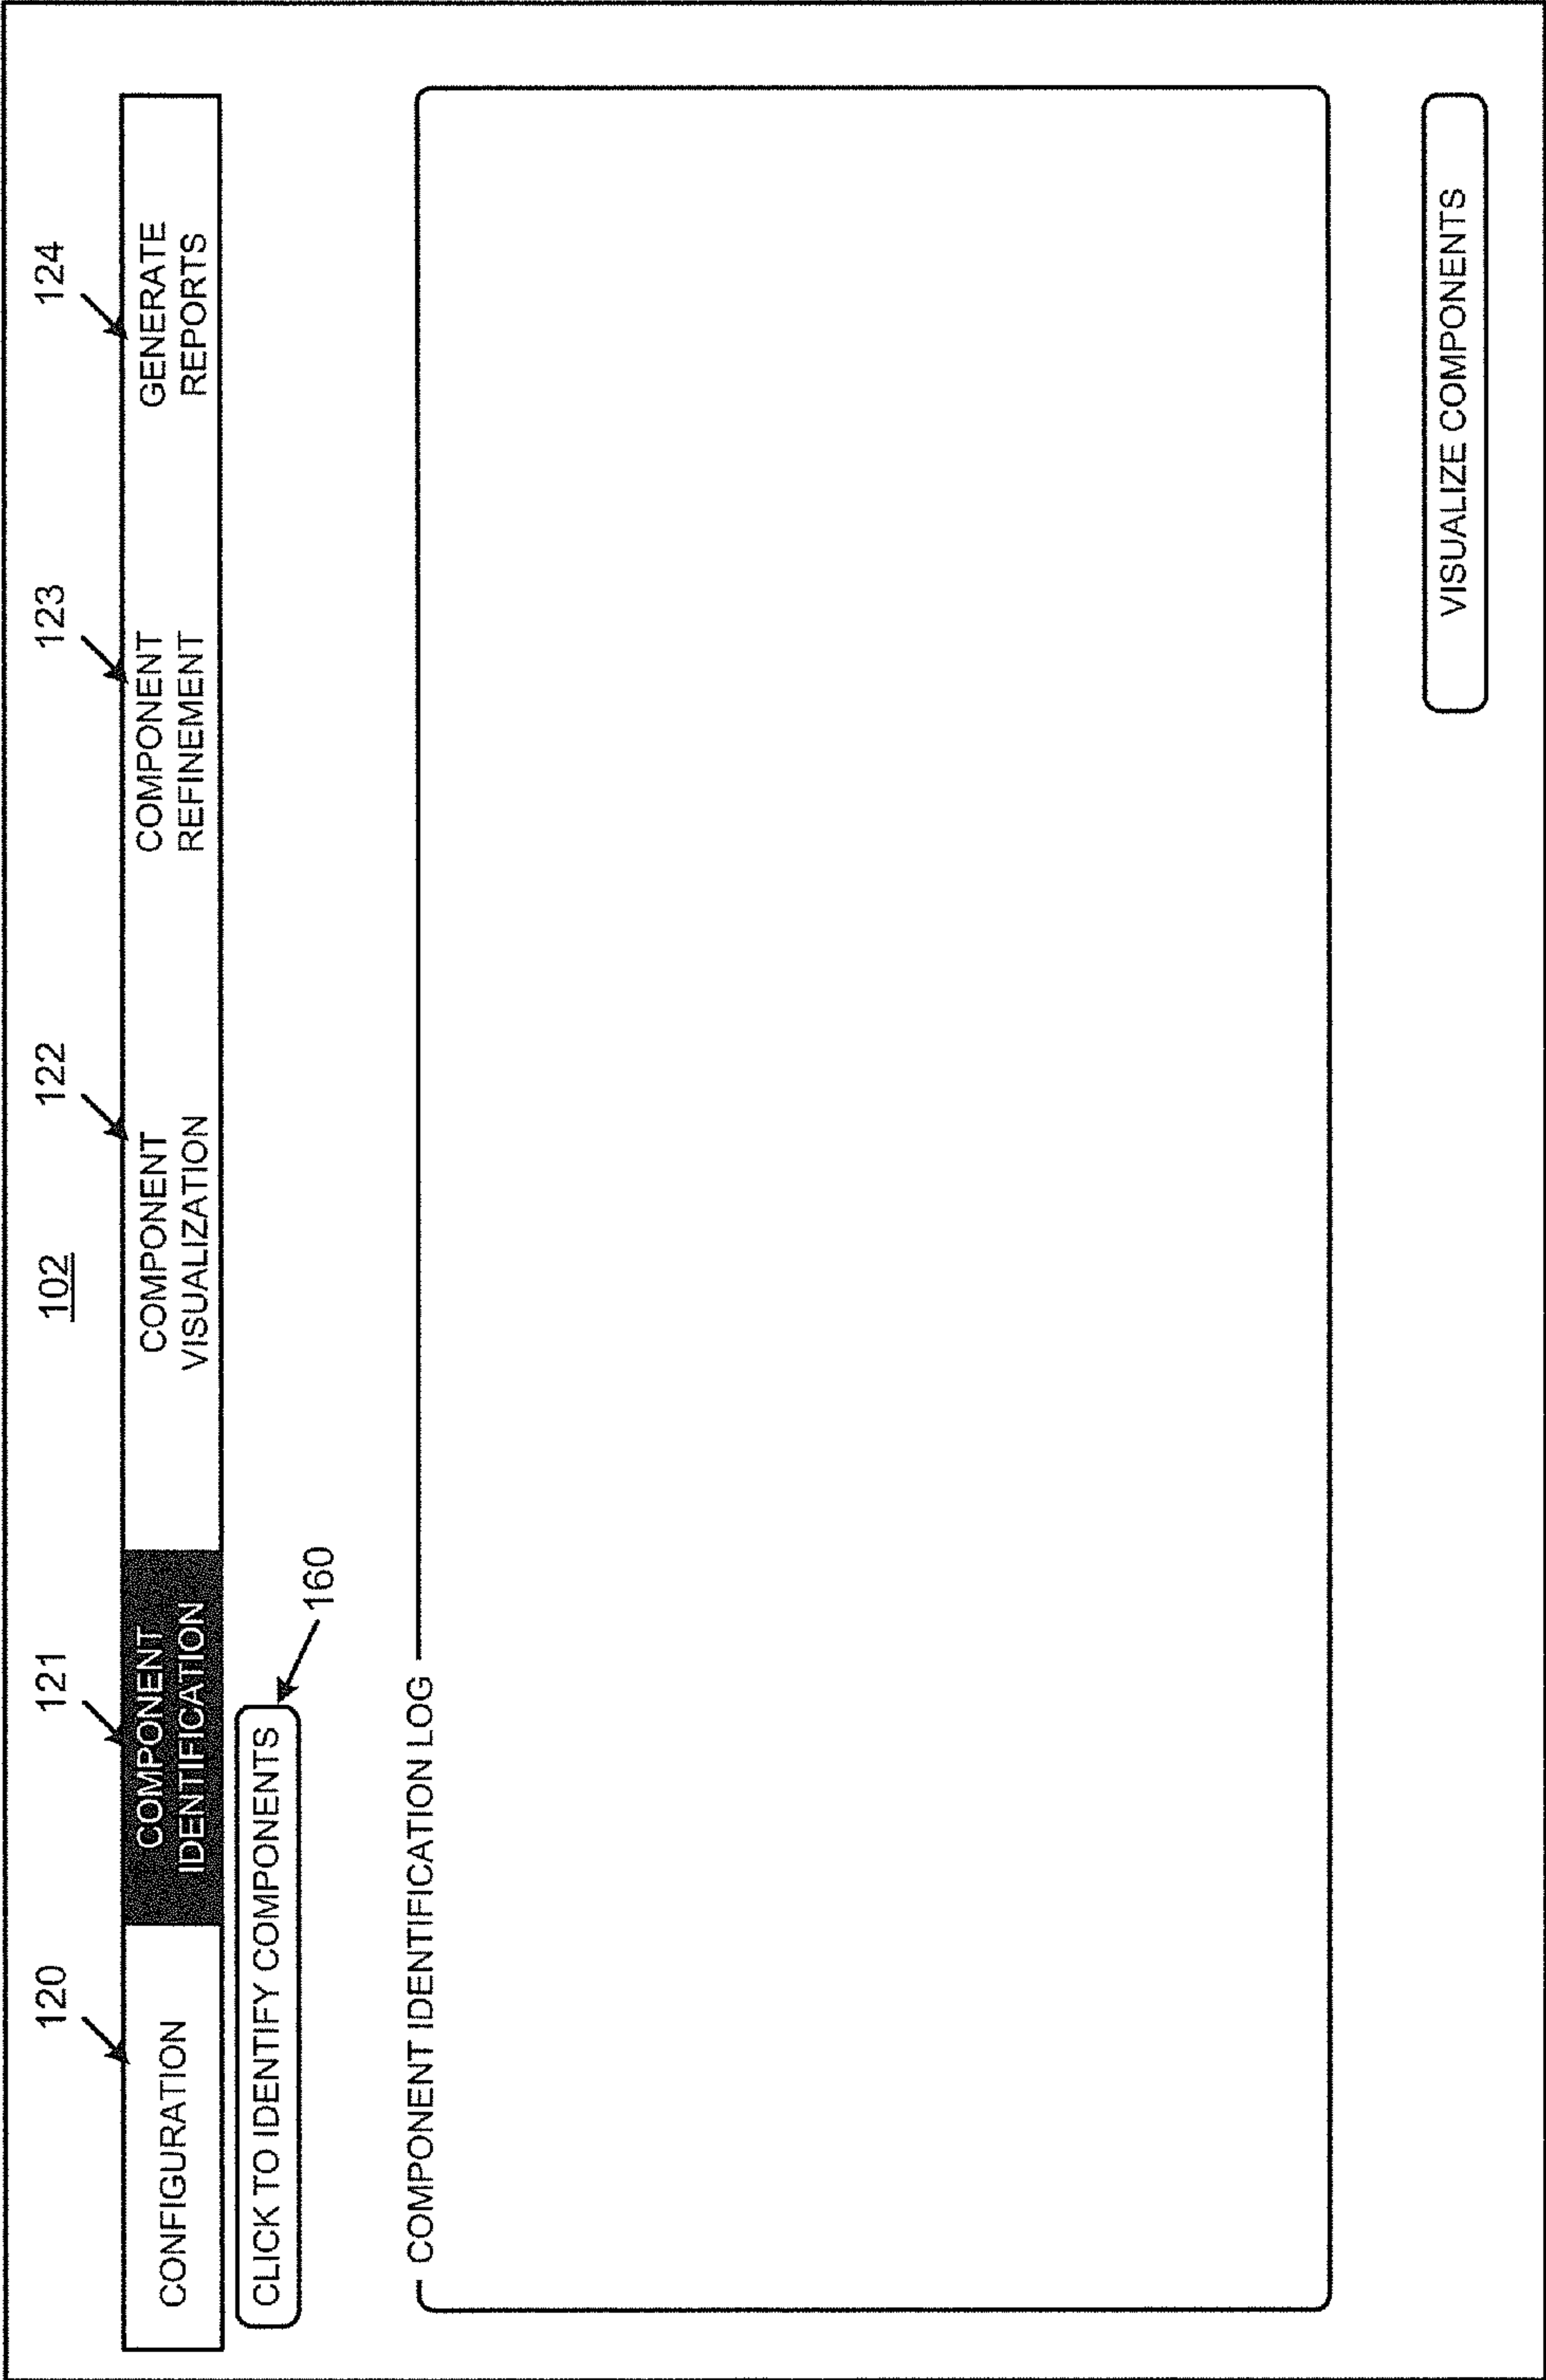 102
120
121
122
123
124
CONFIGURATION
COMPONENT
IDENTIFICATION
COMPONENT
VISUALIZATION
COMPONENT
REFINEMENT
GENERATE
REPORTS
CLICK TO IDENTIFY COMPONENTS
160
COMPONENT IDENTIFICATION LOG
VISUALIZE COMPONENTS